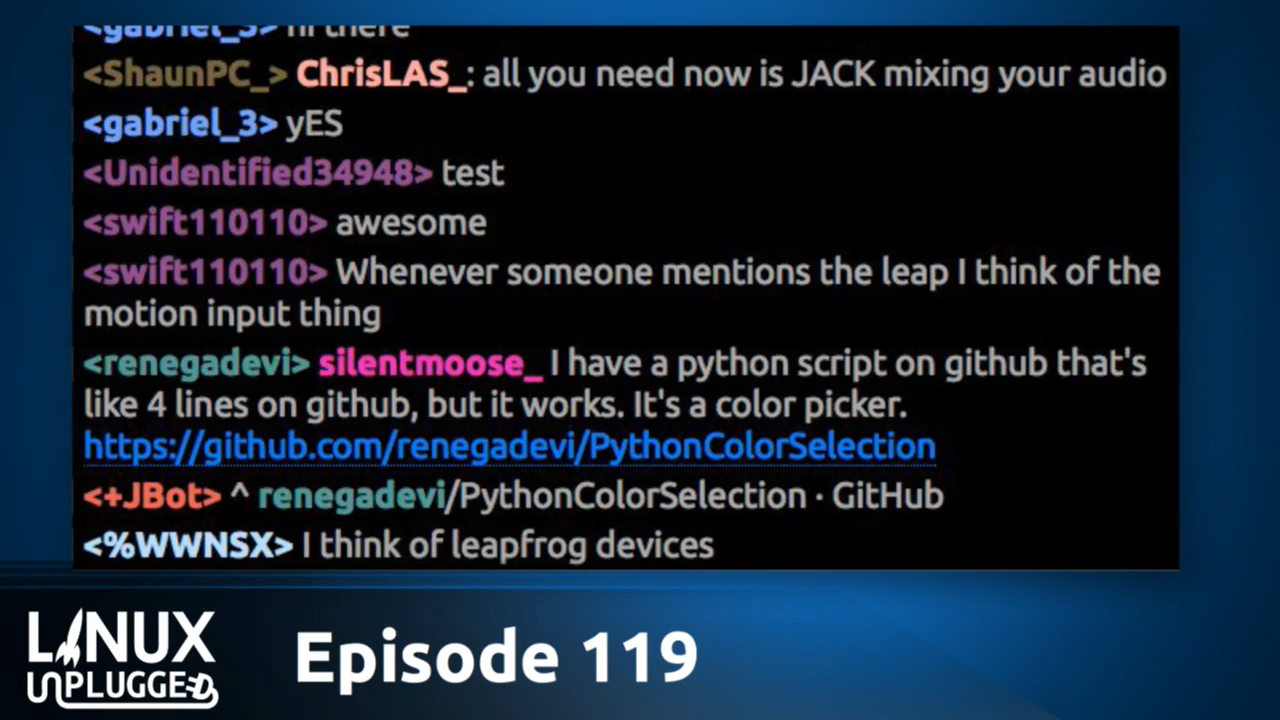 <gabriel_3> hi there
<ShaunPC_> ChrisLAS_: all you need now is JACK mixing your audio
<gabriel_3> yES
<Unidentified34948> test
<swift110110> awesome
<swift110110> Whenever someone mentions the leap I think of the
motion input thing
<renegadevi> silentmoose_ I have a python script on github that's
like 4 lines on github, but it works. It's a color picker.
https://github.com/renegadevi/PythonColorSelection
<+JBot> ^ renegadevi/PythonColorSelection · GitHub
<%WWNSX> I think of leapfrog devices
LINUX
UNPLUGGED
Episode 119